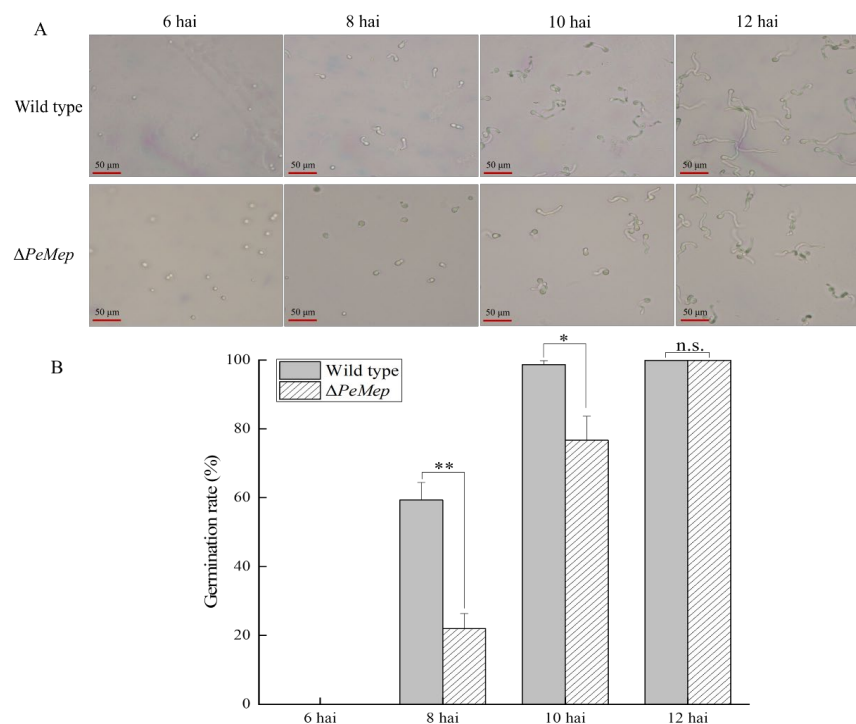 A
6 hai 8 hai 10 hai 12 hai
Wild type
50 μm 50 μm 50 μm 50 μm
ΔPeMep
50 μm 50 μm 50 μm 50 μm
B
Germination rate (%)
100
80
60
40
20
0
Wild type
ΔPeMep
**
*
n.s.
6 hai 8 hai 10 hai 12 hai